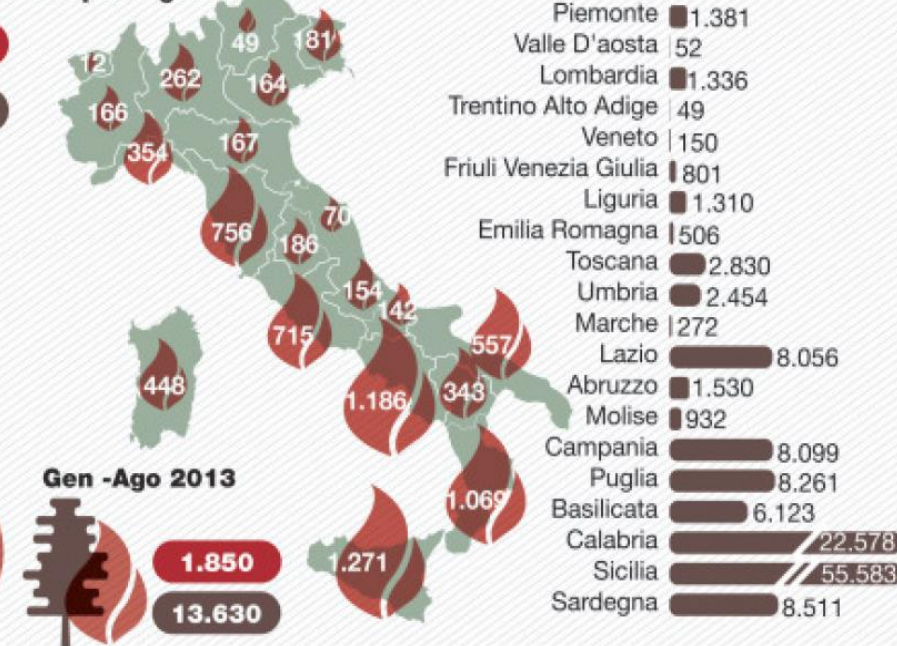 49
181
12
262
164
166
167
354
70
756
186
154
142
715
557
448
1.186
343
1.069
1.271
Gen -Ago 2013
1.850
13.630
Piemonte 1.381
Valle D'aosta 52
Lombardia 1.336
Trentino Alto Adige 49
Veneto 150
Friuli Venezia Giulia 801
Liguria 1.310
Emilia Romagna 506
Toscana 2.830
Umbria 2.454
Marche 272
Lazio 8.056
Abruzzo 1.530
Molise 932
Campania 8.099
Puglia 8.261
Basilicata 6.123
Calabria 22.578
Sicilia 55.583
Sardegna 8.511